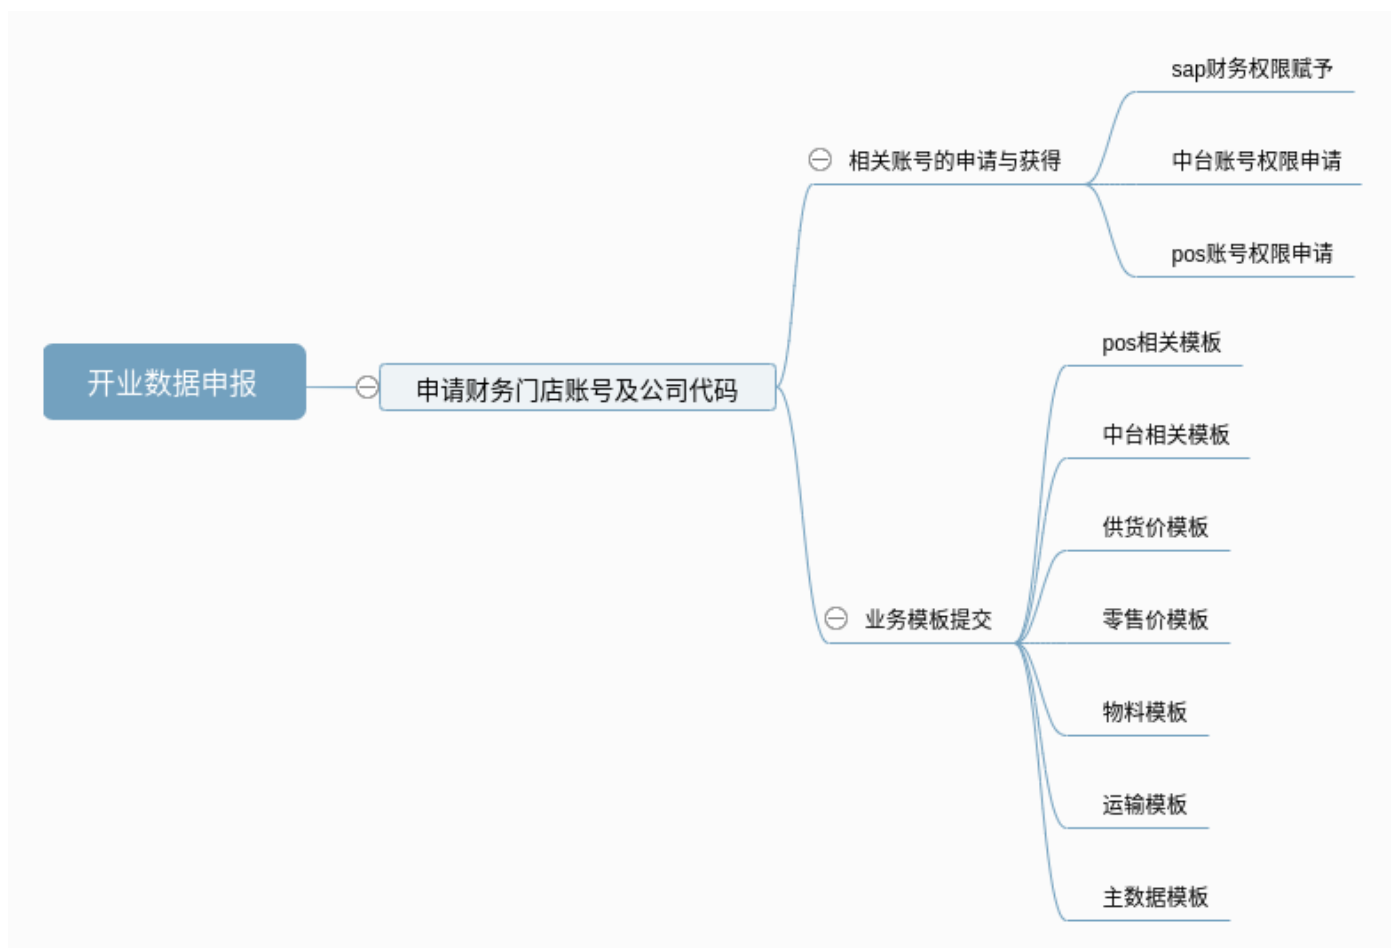 开业数据申报
申请财务门店账号及公司代码
相关账号的申请与获得
sap财务权限赋予
中台账号权限申请
pos账号权限申请
业务模板提交
pos相关模板
中台相关模板
供货价模板
零售价模板
物料模板
运输模板
主数据模板